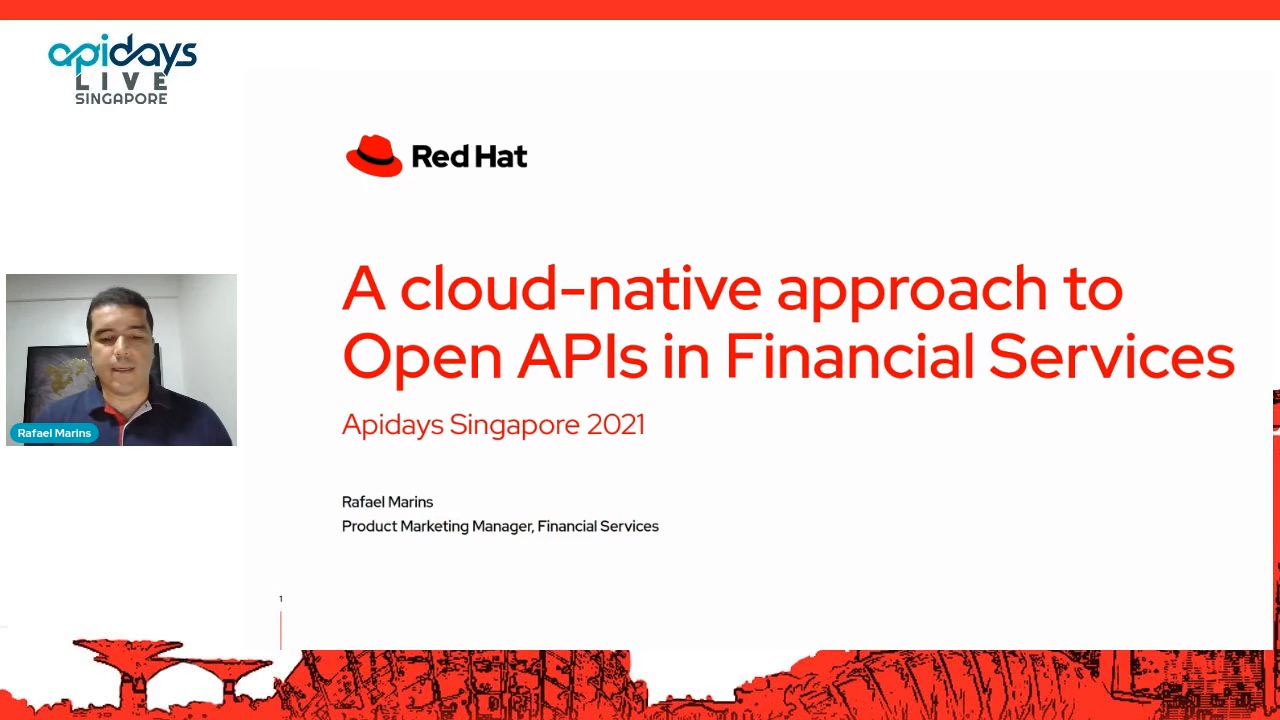 apidays
LIVE
SINGAPORE
Red Hat
A cloud-native approach to
Open APIs in Financial Services
Apidays Singapore 2021
Rafael Marins
Rafael Marins
Product Marketing Manager, Financial Services
1